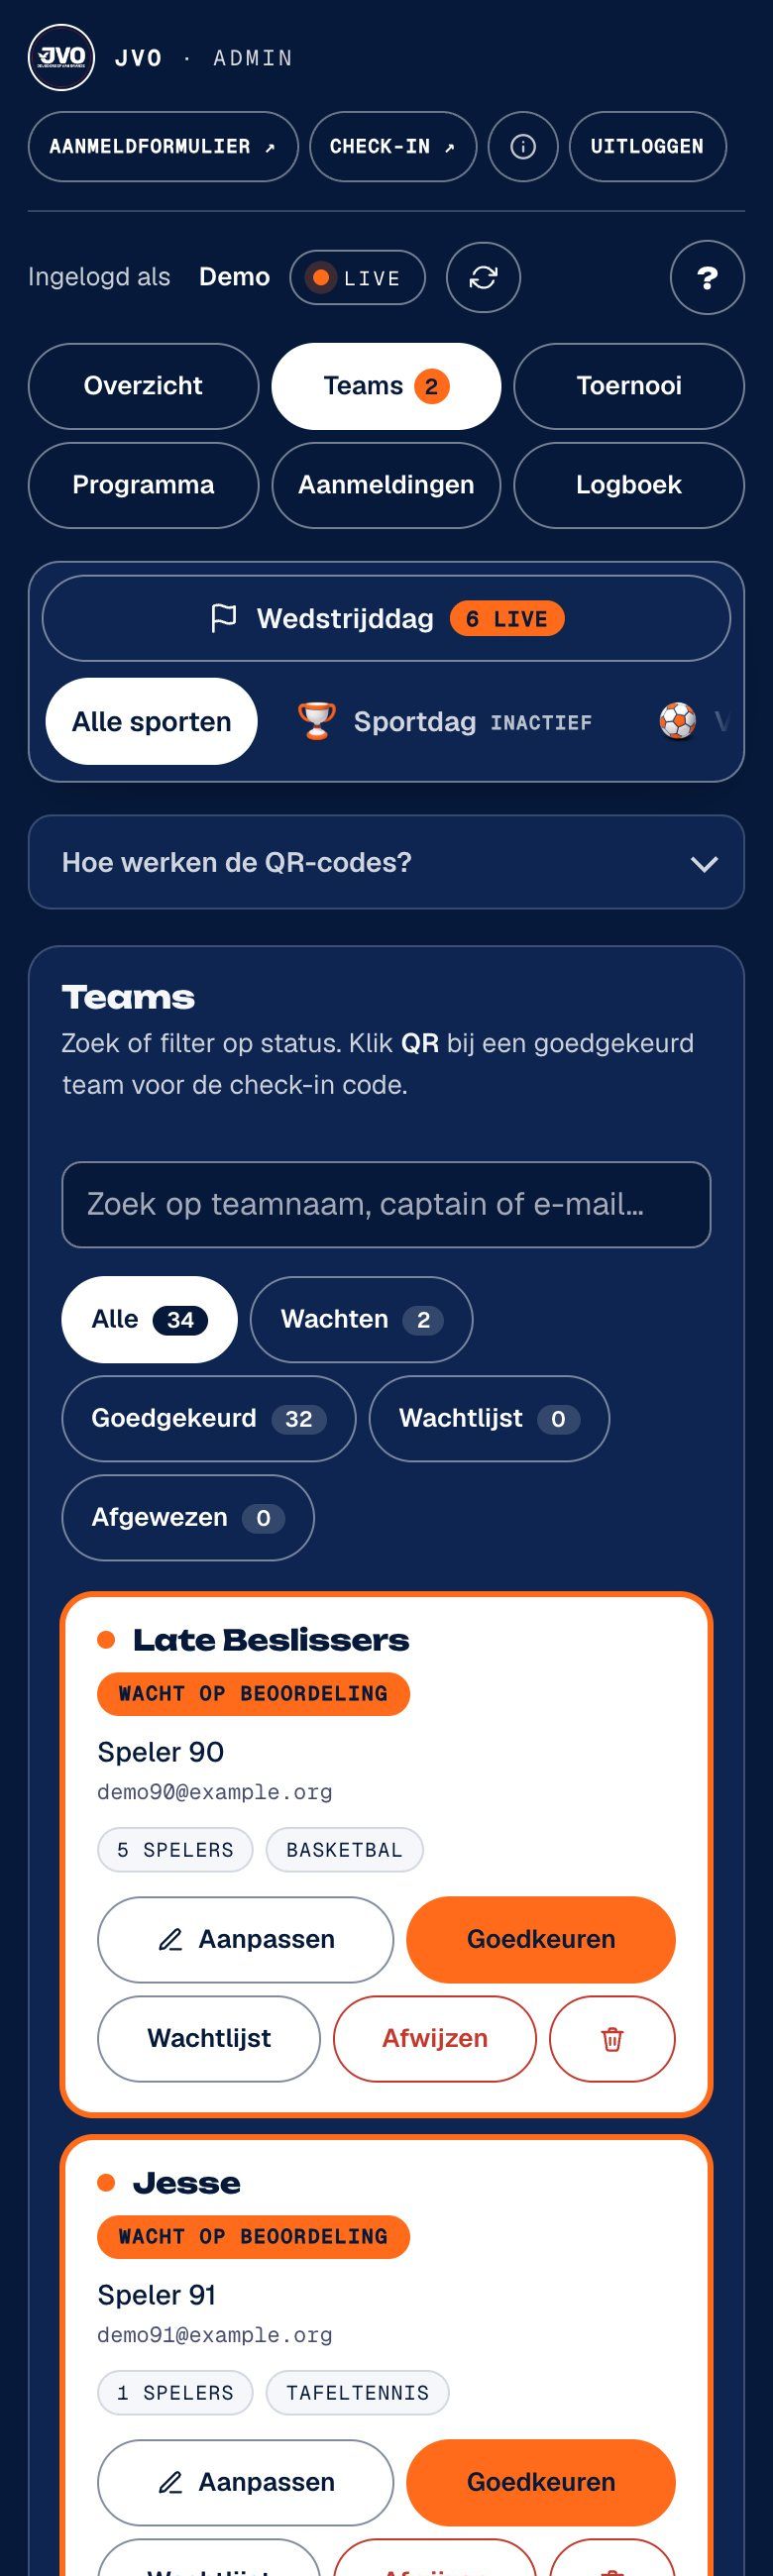 JVO
JVO · ADMIN
AANMELDFORMULIER ↗ CHECK-IN ↗ UITLOGGEN
Ingelogd als Demo LIVE ?
Overzicht Teams 2 Toernooi
Programma Aanmeldingen Logboek
Wedstrijddag 6 LIVE
Alle sporten Sportdag INACTIEF
Hoe werken de QR-codes?
Teams
Zoek of filter op status. Klik QR bij een goedgekeurd
team voor de check-in code.
Zoek op teamnaam, captain of e-mail...
Alle 34 Wachten 2
Goedgekeurd 32 Wachtlijst 0
Afgewezen 0
Late Beslissers
WACHT OP BEOORDELING
Speler 90
demo90@example.org
5 SPELERS BASKETBAL
Aanpassen Goedkeuren
Wachtlijst Afwijzen
Jesse
WACHT OP BEOORDELING
Speler 91
demo91@example.org
1 SPELERS TAFELTENNIS
Aanpassen Goedkeuren
Wachtlijst Afwijzen